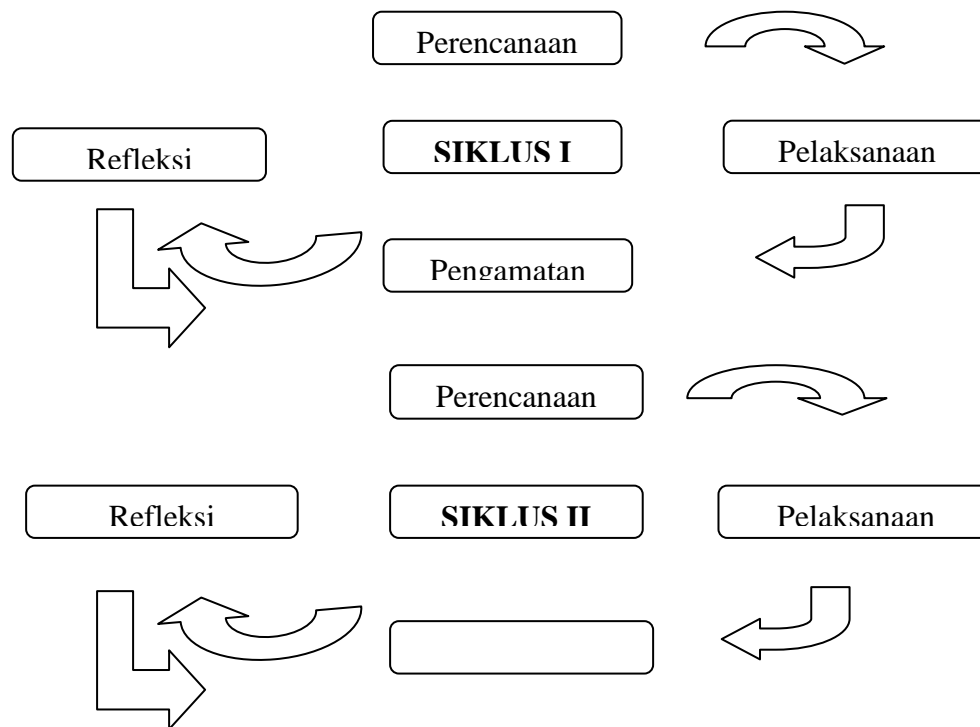 Perencanaan
Refleksi
SIKLUS I
Pelaksanaan
Pengamatan
Perencanaan
Refleksi
SIKLUS II
Pelaksanaan